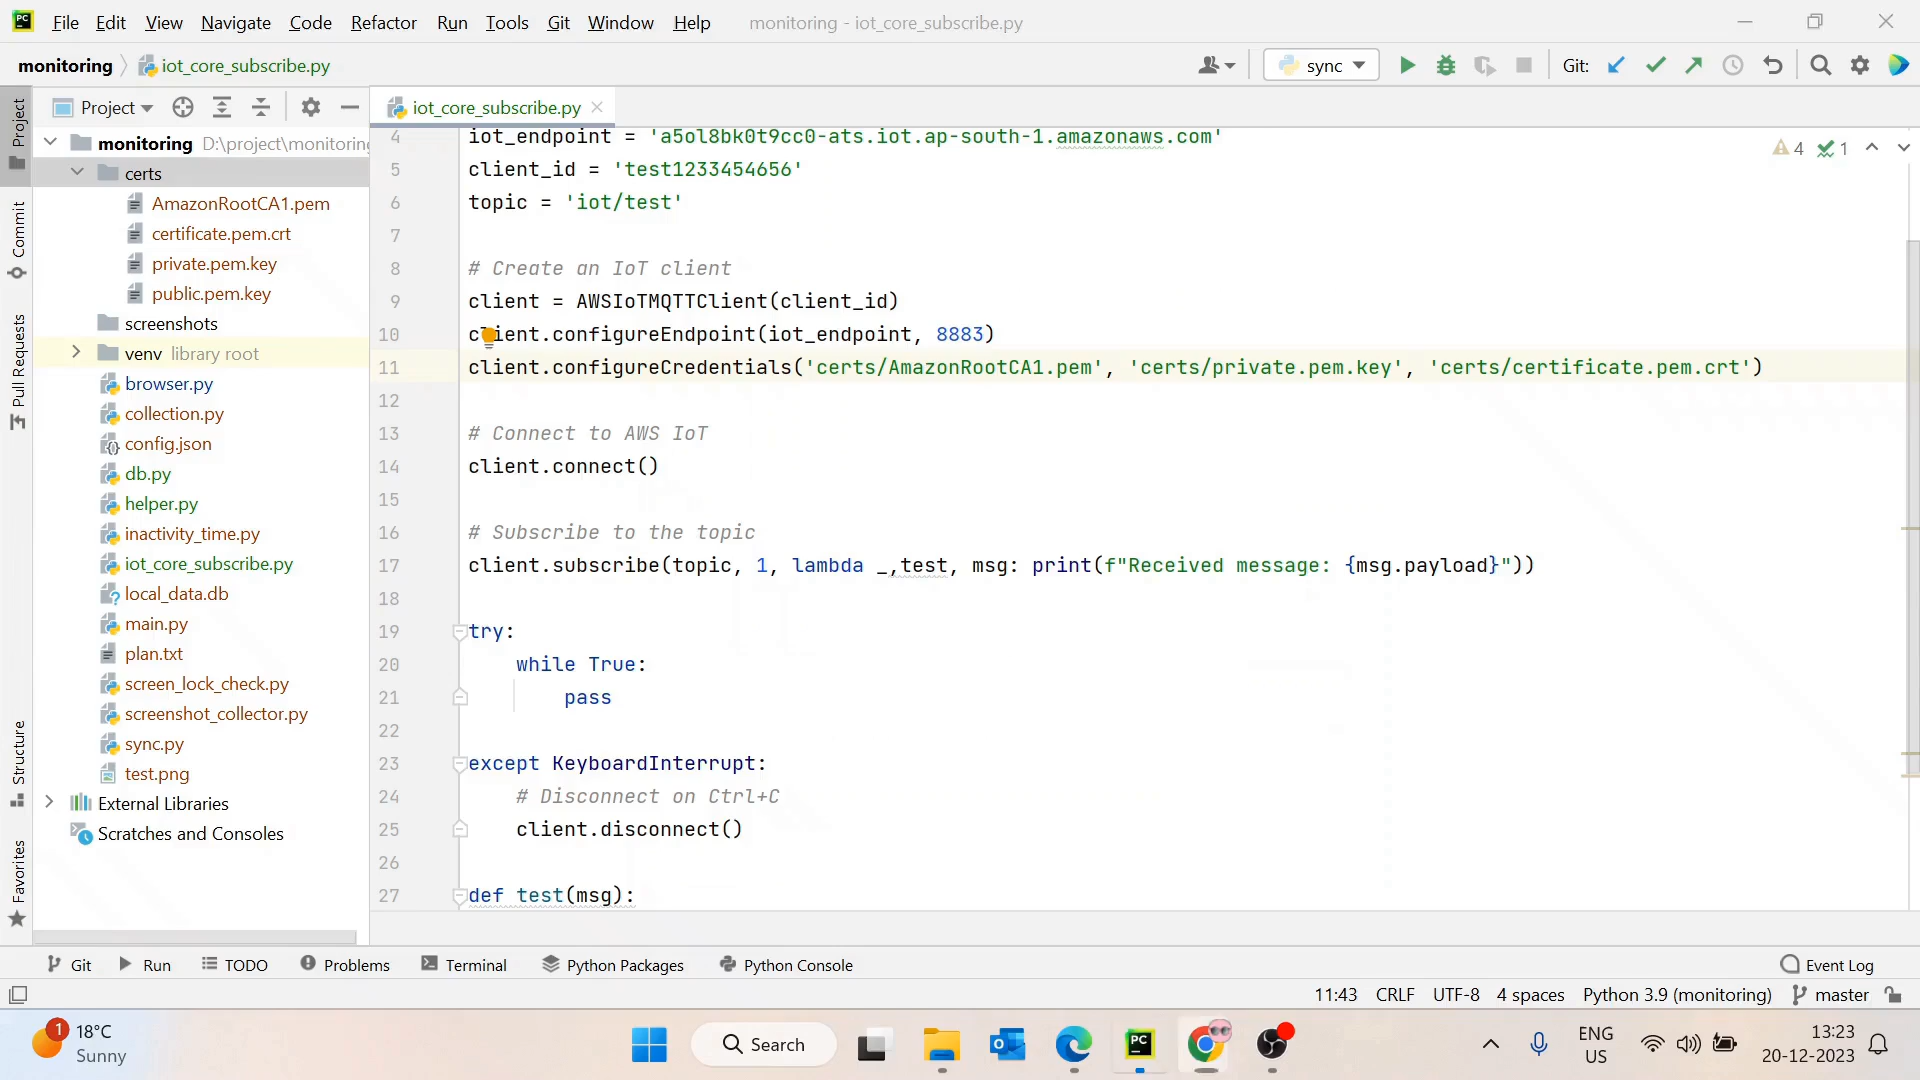 PC File Edit View Navigate Code Refactor Run Tools Git Window Help monitoring - iot_core_subscribe.py
monitoring iot_core_subscribe.py sync Git:
Project iot_core_subscribe.py
monitoring D:\project\monitoring
certs
AmazonRootCA1.pem
certificate.pem.crt
private.pem.key
public.pem.key
screenshots
venv library root
browser.py
collection.py
config.json
db.py
helper.py
inactivity_time.py
iot_core_subscribe.py
local_data.db
main.py
plan.txt
screen_lock_check.py
screenshot_collector.py
sync.py
test.png
External Libraries
Scratches and Consoles
Project
Commit
Pull Requests
Structure
Favorites
4 1
4 iot_endpoint = 'a5ol8bk0t9cc0-ats.iot.ap-south-1.amazonaws.com'
5 client_id = 'test1233454656'
6 topic = 'iot/test'
7
8 # Create an IoT client
9 client = AWSIoTMQTTClient(client_id)
10 client.configureEndpoint(iot_endpoint, 8883)
11 client.configureCredentials('certs/AmazonRootCA1.pem', 'certs/private.pem.key', 'certs/certificate.pem.crt')
12
13 # Connect to AWS IoT
14 client.connect()
15
16 # Subscribe to the topic
17 client.subscribe(topic, 1, lambda _,test, msg: print(f"Received message: {msg.payload}"))
18
19 try:
20 while True:
21 pass
22
23 except KeyboardInterrupt:
24 # Disconnect on Ctrl+C
25 client.disconnect()
26
27 def test(msg):
Git Run TODO Problems Terminal Python Packages Python Console Event Log
11:43 CRLF UTF-8 4 spaces Python 3.9 (monitoring) master
1 18°C
Sunny
Search
PC
ENG
US
13:23
20-12-2023